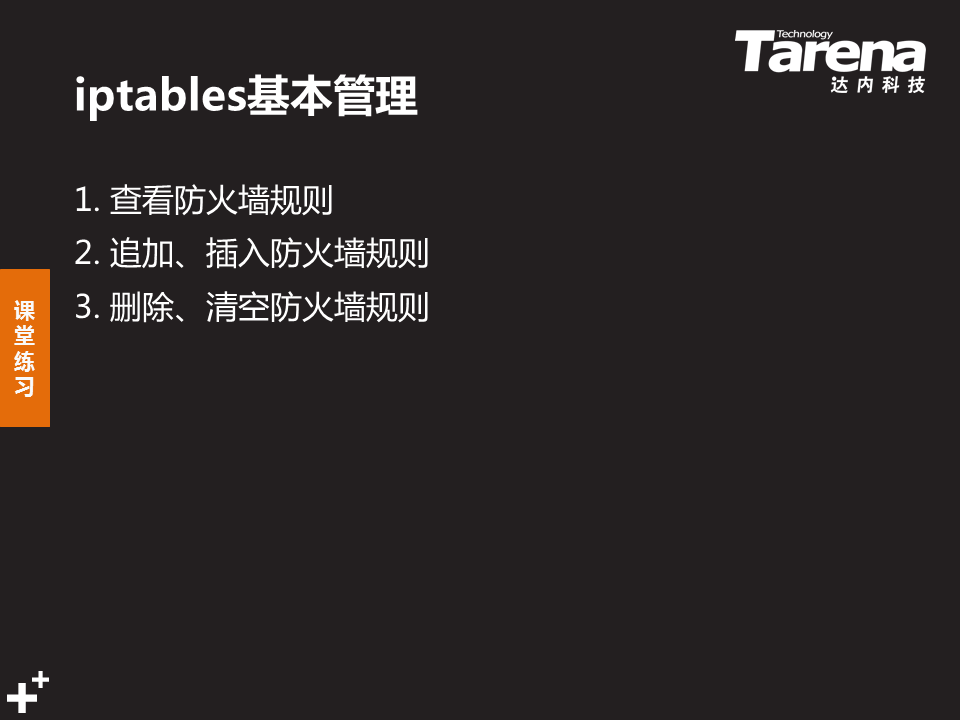 Technology
Tarena
达内科技
iptables基本管理
1. 查看防火墙规则
2. 追加、插入防火墙规则
3. 删除、清空防火墙规则
课
堂
练
习